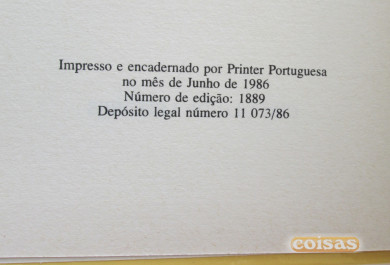 Impresso e encadernado por Printer Portuguesa
no mês de Junho de 1986
Número de edição: 1889
Depósito legal número 11 073/86
coisas